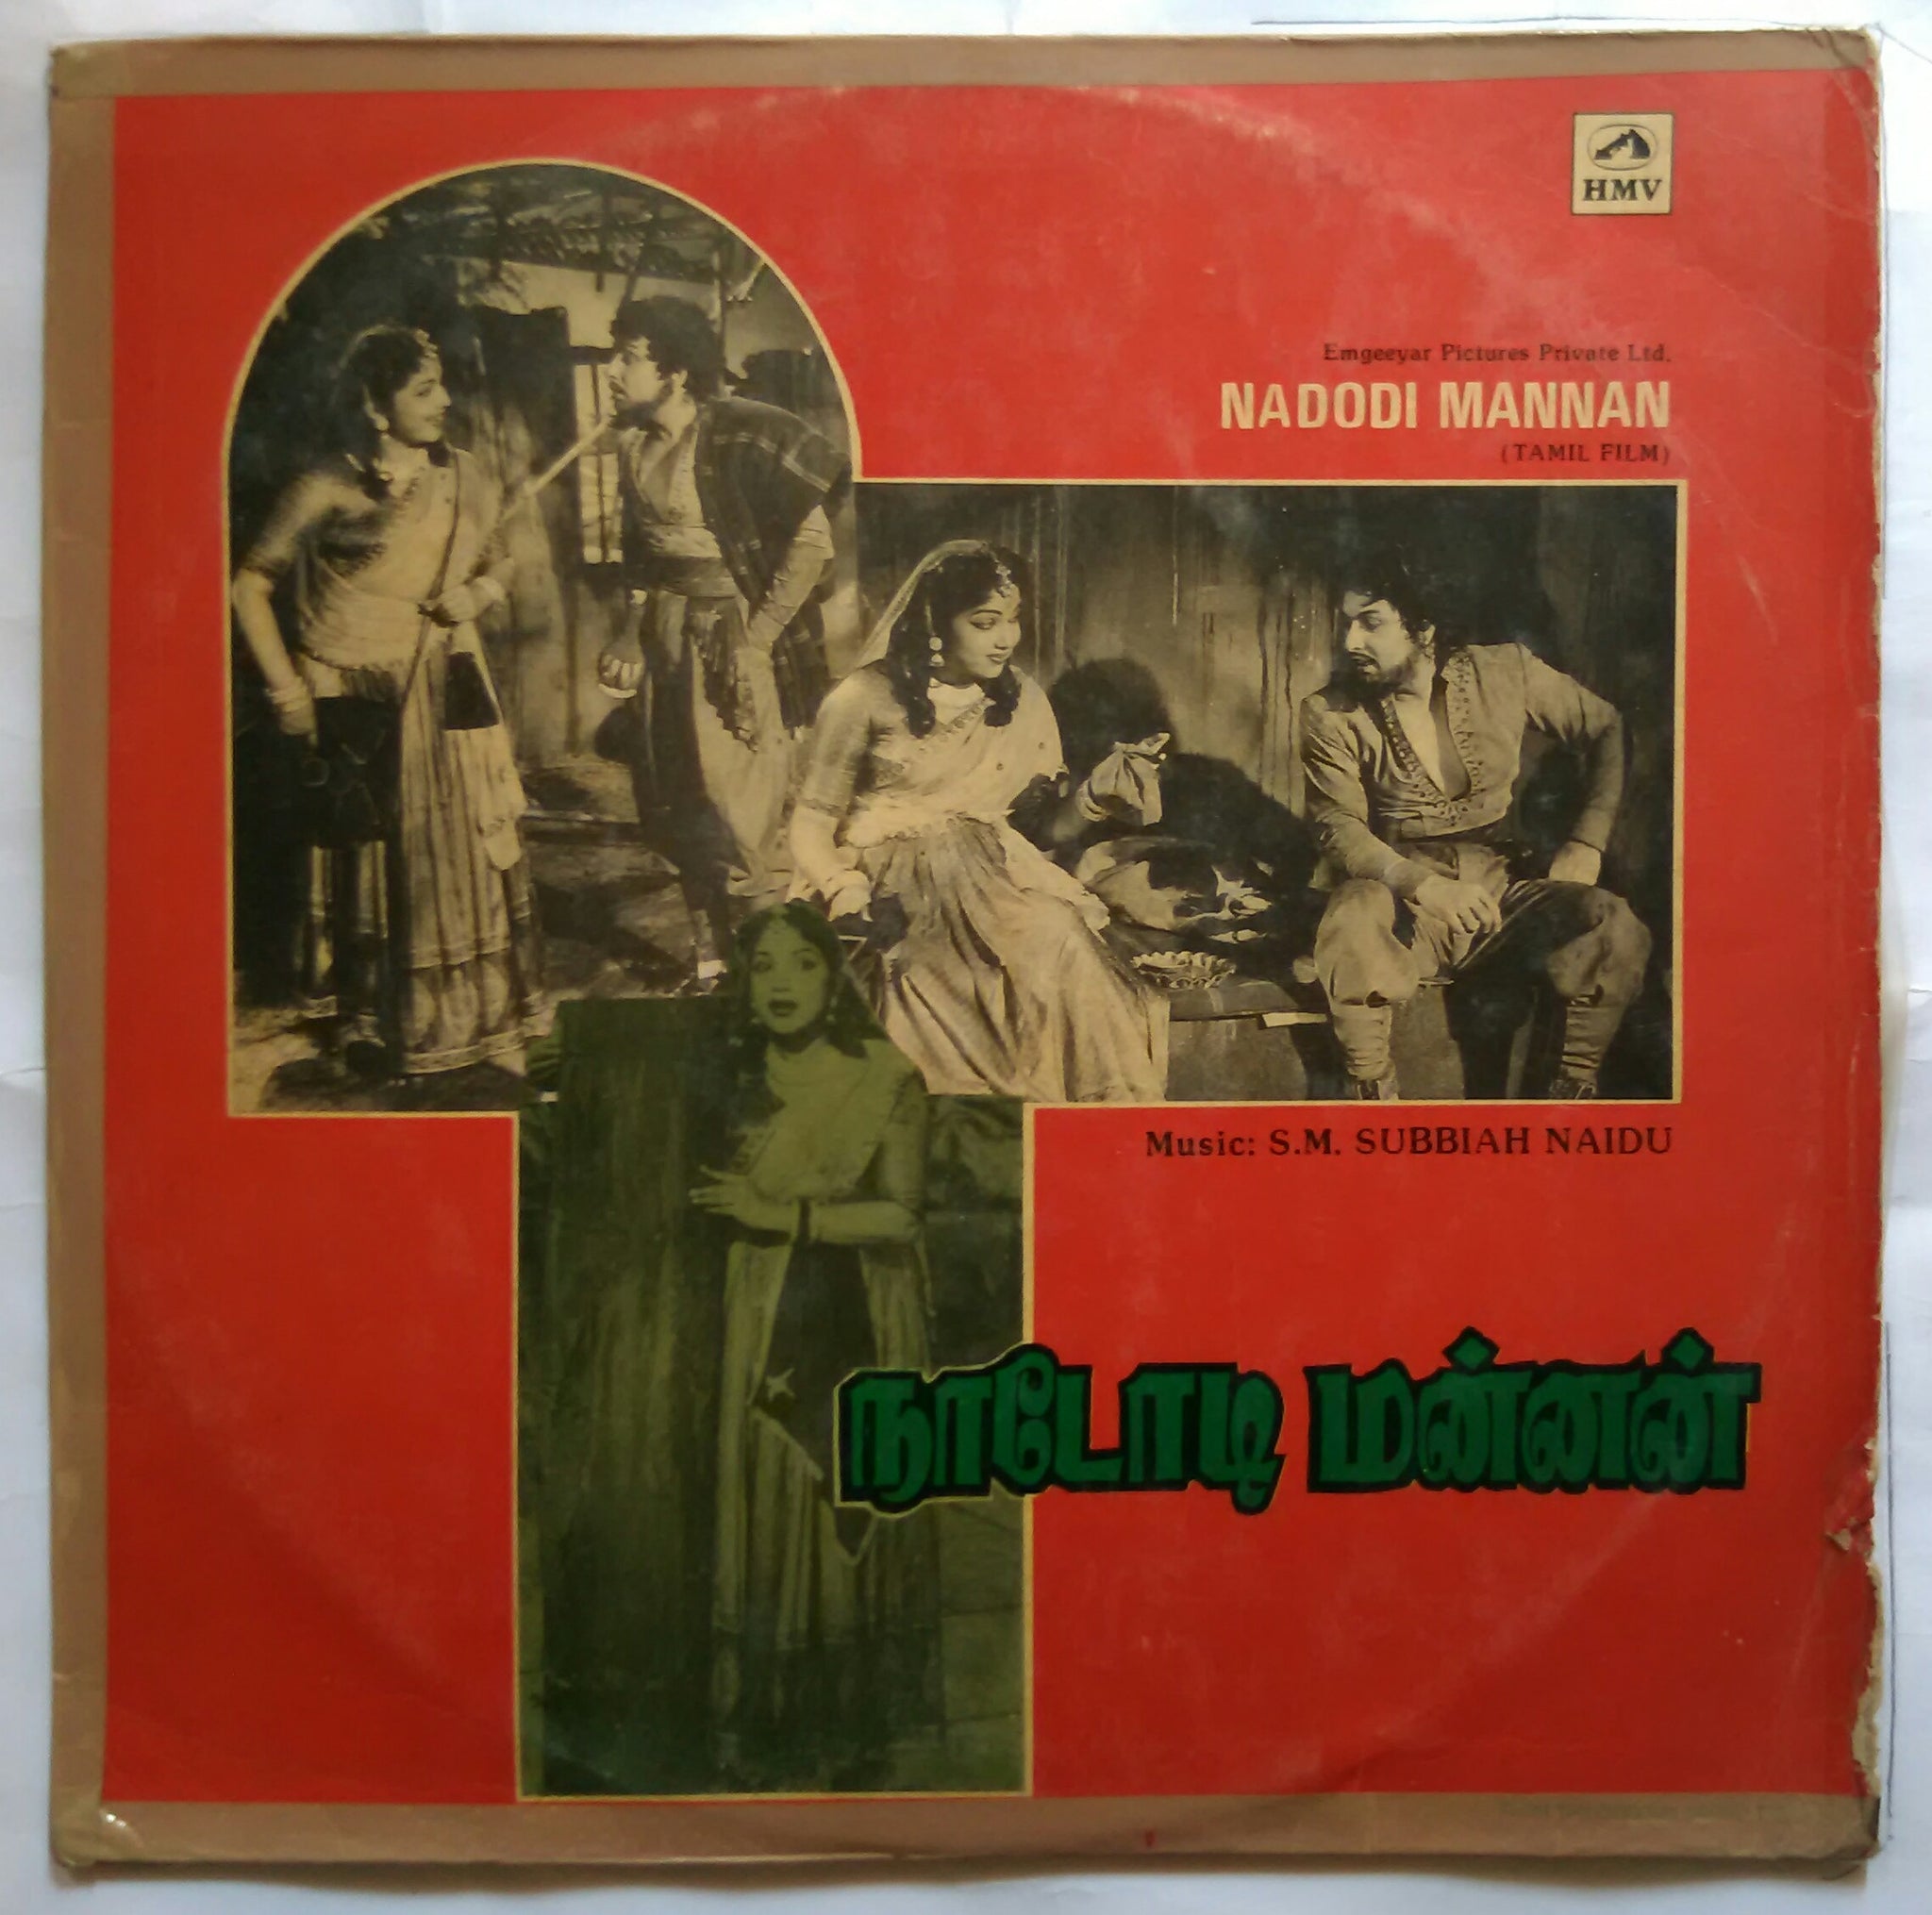 HMV
Emgeeyar Pictures Private Ltd.
NADODI MANNAN
(TAMIL FILM)
Music: S.M. SUBBIAH NAIDU
நாடோடி மன்னன்